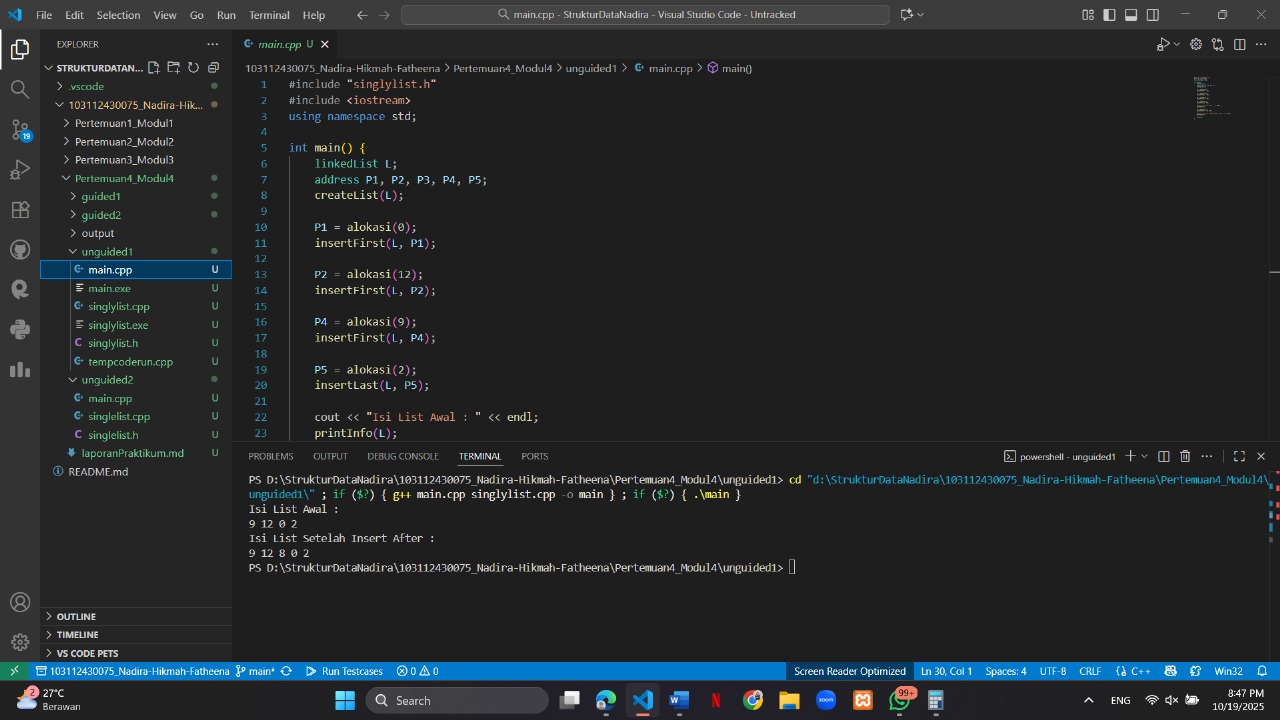 File Edit Selection View Go Run Terminal Help
main.cpp - StrukturDataNadira - Visual Studio Code - Untracked
EXPLORER
STRUKTURDATAN...
.vscode
103112430075_Nadira-Hik...
Pertemuan1_Modul1
Pertemuan2_Modul2
Pertemuan3_Modul3
Pertemuan4_Modul4
guided1
guided2
output
unguided1
main.cpp U
main.exe U
singlylist.cpp U
singlylist.exe U
singlylist.h U
tempcoderun.cpp U
unguided2
main.cpp U
singlelist.cpp U
singlelist.h U
laporanPraktikum.md U
README.md
OUTLINE
TIMELINE
VS CODE PETS
19
main.cpp U
103112430075_Nadira-Hikmah-Fatheena > Pertemuan4_Modul4 > unguided1 > main.cpp > main()
1 #include "singlylist.h"
2 #include <iostream>
3 using namespace std;
4
5 int main() {
6 linkedList L;
7 address P1, P2, P3, P4, P5;
8 createList(L);
9
10 P1 = alokasi(0);
11 insertFirst(L, P1);
12
13 P2 = alokasi(12);
14 insertFirst(L, P2);
15
16 P4 = alokasi(9);
17 insertFirst(L, P4);
18
19 P5 = alokasi(2);
20 insertLast(L, P5);
21
22 cout << "Isi List Awal : " << endl;
23 printInfo(L);
PROBLEMS OUTPUT DEBUG CONSOLE TERMINAL PORTS
powershell - unguided1
PS D:\StrukturDataNadira\103112430075_Nadira-Hikmah-Fatheena\Pertemuan4_Modul4\unguided1> cd "d:\StrukturDataNadira\103112430075_Nadira-Hikmah-Fatheena\Pertemuan4_Modul4\
unguided1\" ; if ($?) { g++ main.cpp singlylist.cpp -o main } ; if ($?) { .\main }
Isi List Awal :
9 12 0 2
Isi List Setelah Insert After :
9 12 8 0 2
PS D:\StrukturDataNadira\103112430075_Nadira-Hikmah-Fatheena\Pertemuan4_Modul4\unguided1>
103112430075_Nadira-Hikmah-Fatheena main* Run Testcases 0 0 Screen Reader Optimized Ln 30, Col 1 Spaces: 4 UTF-8 CRLF {} C++ Win32
2
27°C
Berawan
Search
zoom
99+
ENG
8:47 PM
10/19/2025